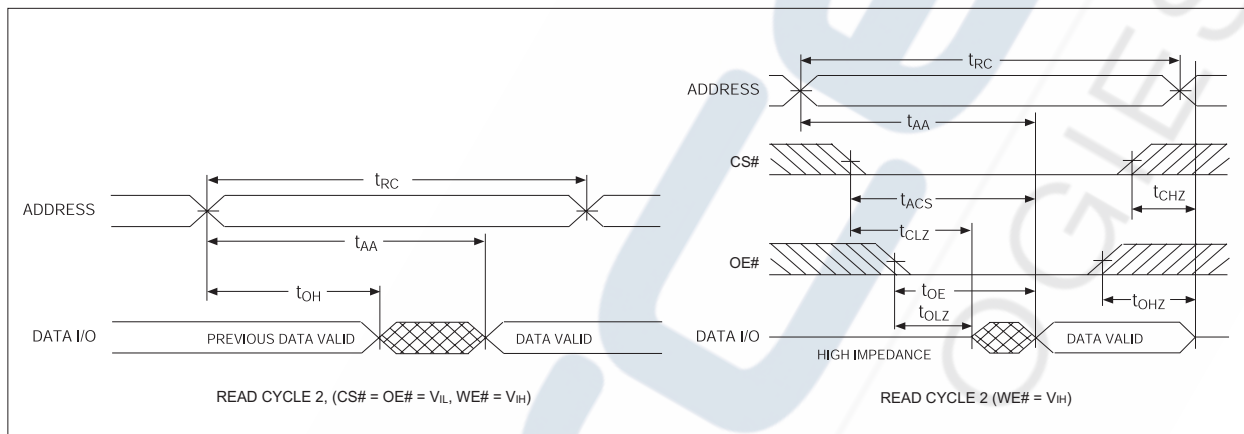 tRC
ADDRESS
tAA
tOH
DATA I/O
PREVIOUS DATA VALID
DATA VALID
READ CYCLE 2, (CS# = OE# = VIL, WE# = VIH)
tRC
ADDRESS
tAA
CS#
tCHZ
tACS
tCLZ
OE#
tOE
tOHZ
tOLZ
DATA I/O
HIGH IMPEDANCE
DATA VALID
READ CYCLE 2 (WE# = VIH)
OGIES